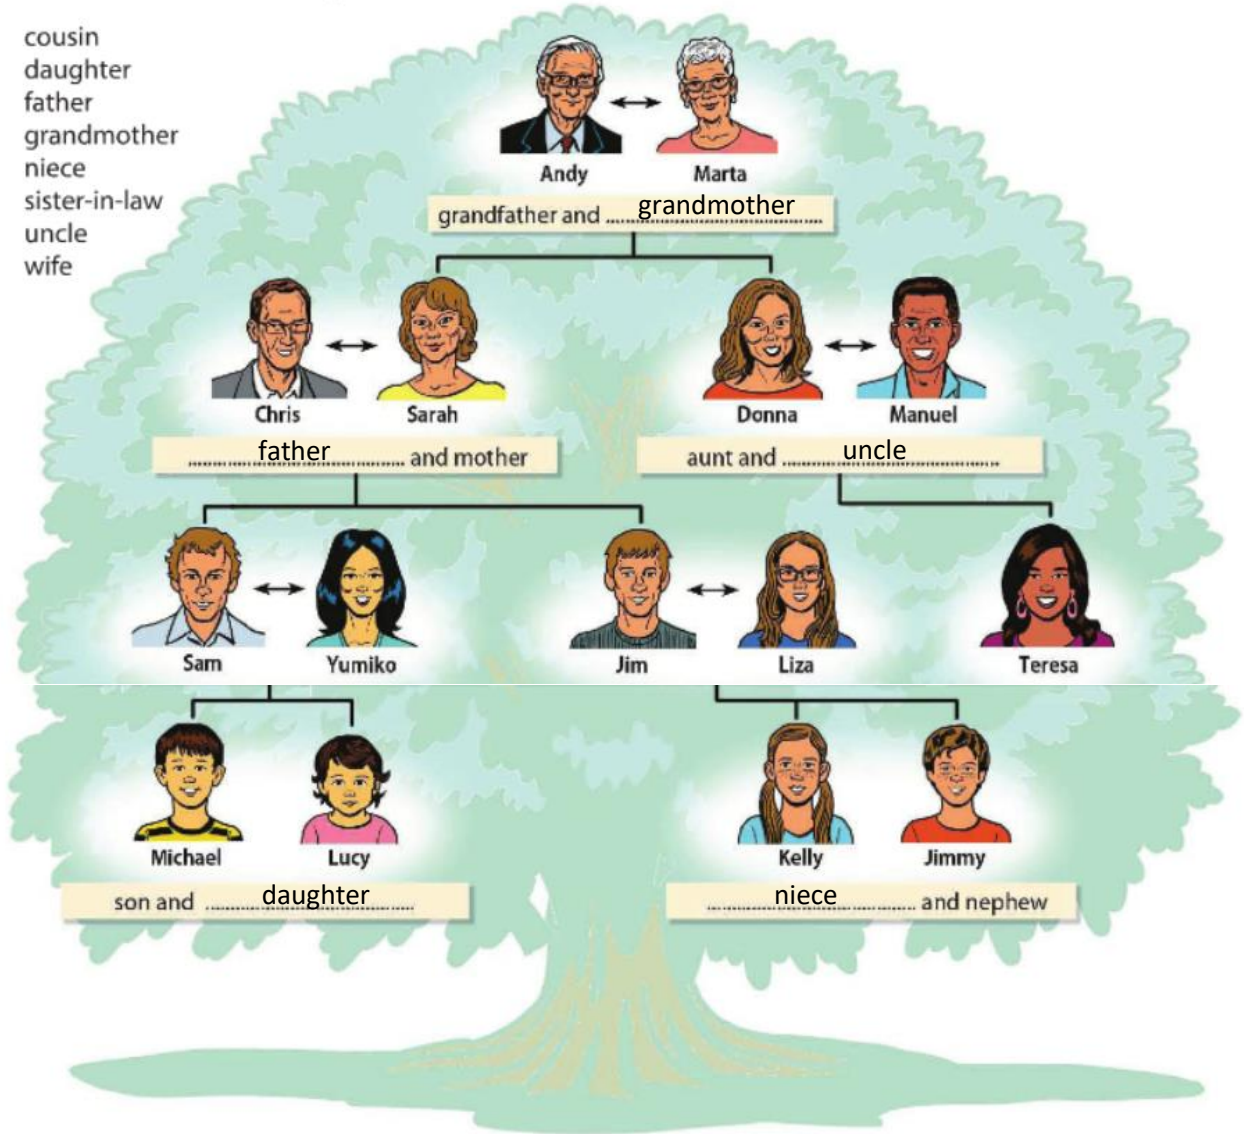 cousin
daughter
father
grandmother
niece
sister-in-law
uncle
wife
Andy Marta
grandfather and grandmother
Chris Sarah Donna Manuel
father and mother aunt and uncle
Sam Yumiko Jim Liza Teresa
Michael Lucy Kelly Jimmy
son and daughter niece and nephew